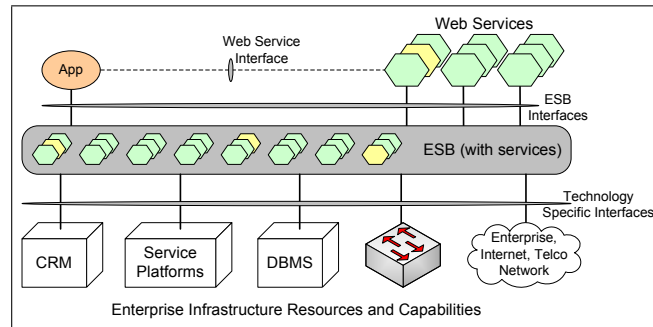 Web Services
Web Service
Interface
App
ESB
Interfaces
ESB (with services)
Technology
Specific Interfaces
CRM
Service
Platforms
DBMS
Enterprise,
Internet, Telco
Network
Enterprise Infrastructure Resources and Capabilities